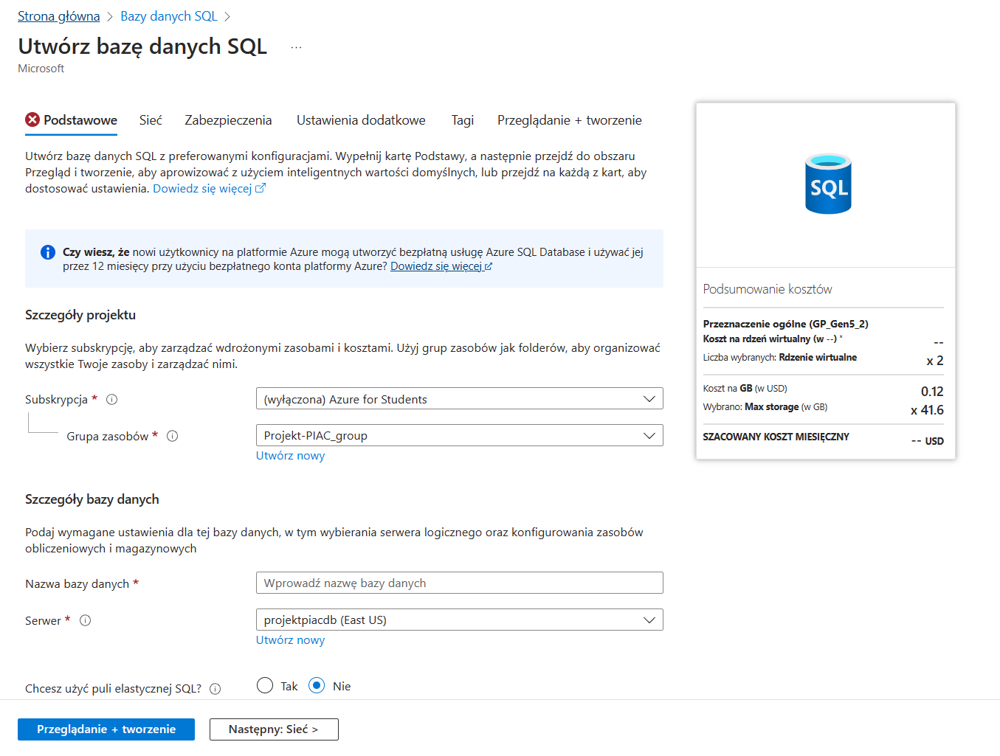 Strona główna > Bazy danych SQL >
Utwórz bazę danych SQL ...
Microsoft
Podstawowe Sieć Zabezpieczenia Ustawienia dodatkowe Tagi Przeglądanie + tworzenie
Utwórz bazę danych SQL z preferowanymi konfiguracjami. Wypełnij kartę Podstawy, a następnie przejdź do obszaru
Przegląd i tworzenie, aby aprowizować z użyciem inteligentnych wartości domyślnych, lub przejdź na każdą z kart, aby
dostosować ustawienia. Dowiedz się więcej
Czy wiesz, że nowi użytkownicy na platformie Azure mogą utworzyć bezpłatną usługę Azure SQL Database i używać jej
przez 12 miesięcy przy użyciu bezpłatnego konta platformy Azure? Dowiedz się więcej
Szczegóły projektu
Wybierz subskrypcję, aby zarządzać wdrożonymi zasobami i kosztami. Użyj grup zasobów jak folderów, aby organizować
wszystkie Twoje zasoby i zarządzać nimi.
Subskrypcja * (wyłączona) Azure for Students
Grupa zasobów * Projekt-PIAC_group
Utwórz nowy
Szczegóły bazy danych
Podaj wymagane ustawienia dla tej bazy danych, w tym wybierania serwera logicznego oraz konfigurowania zasobów
obliczeniowych i magazynowych
Nazwa bazy danych * Wprowadź nazwę bazy danych
Serwer * projektpiacdb (East US)
Utwórz nowy
Chcesz użyć puli elastycznej SQL? Tak Nie
Przeglądanie + tworzenie Następny: Sieć >
SQL
Podsumowanie kosztów
Przeznaczenie ogólne (GP_Gen5_2)
Koszt na rdzeń wirtualny (w --) * --
Liczba wybranych: Rdzenie wirtualne x 2
Koszt na GB (w USD) 0.12
Wybrano: Max storage (w GB) x 41.6
SZACOWANY KOSZT MIESIĘCZNY -- USD